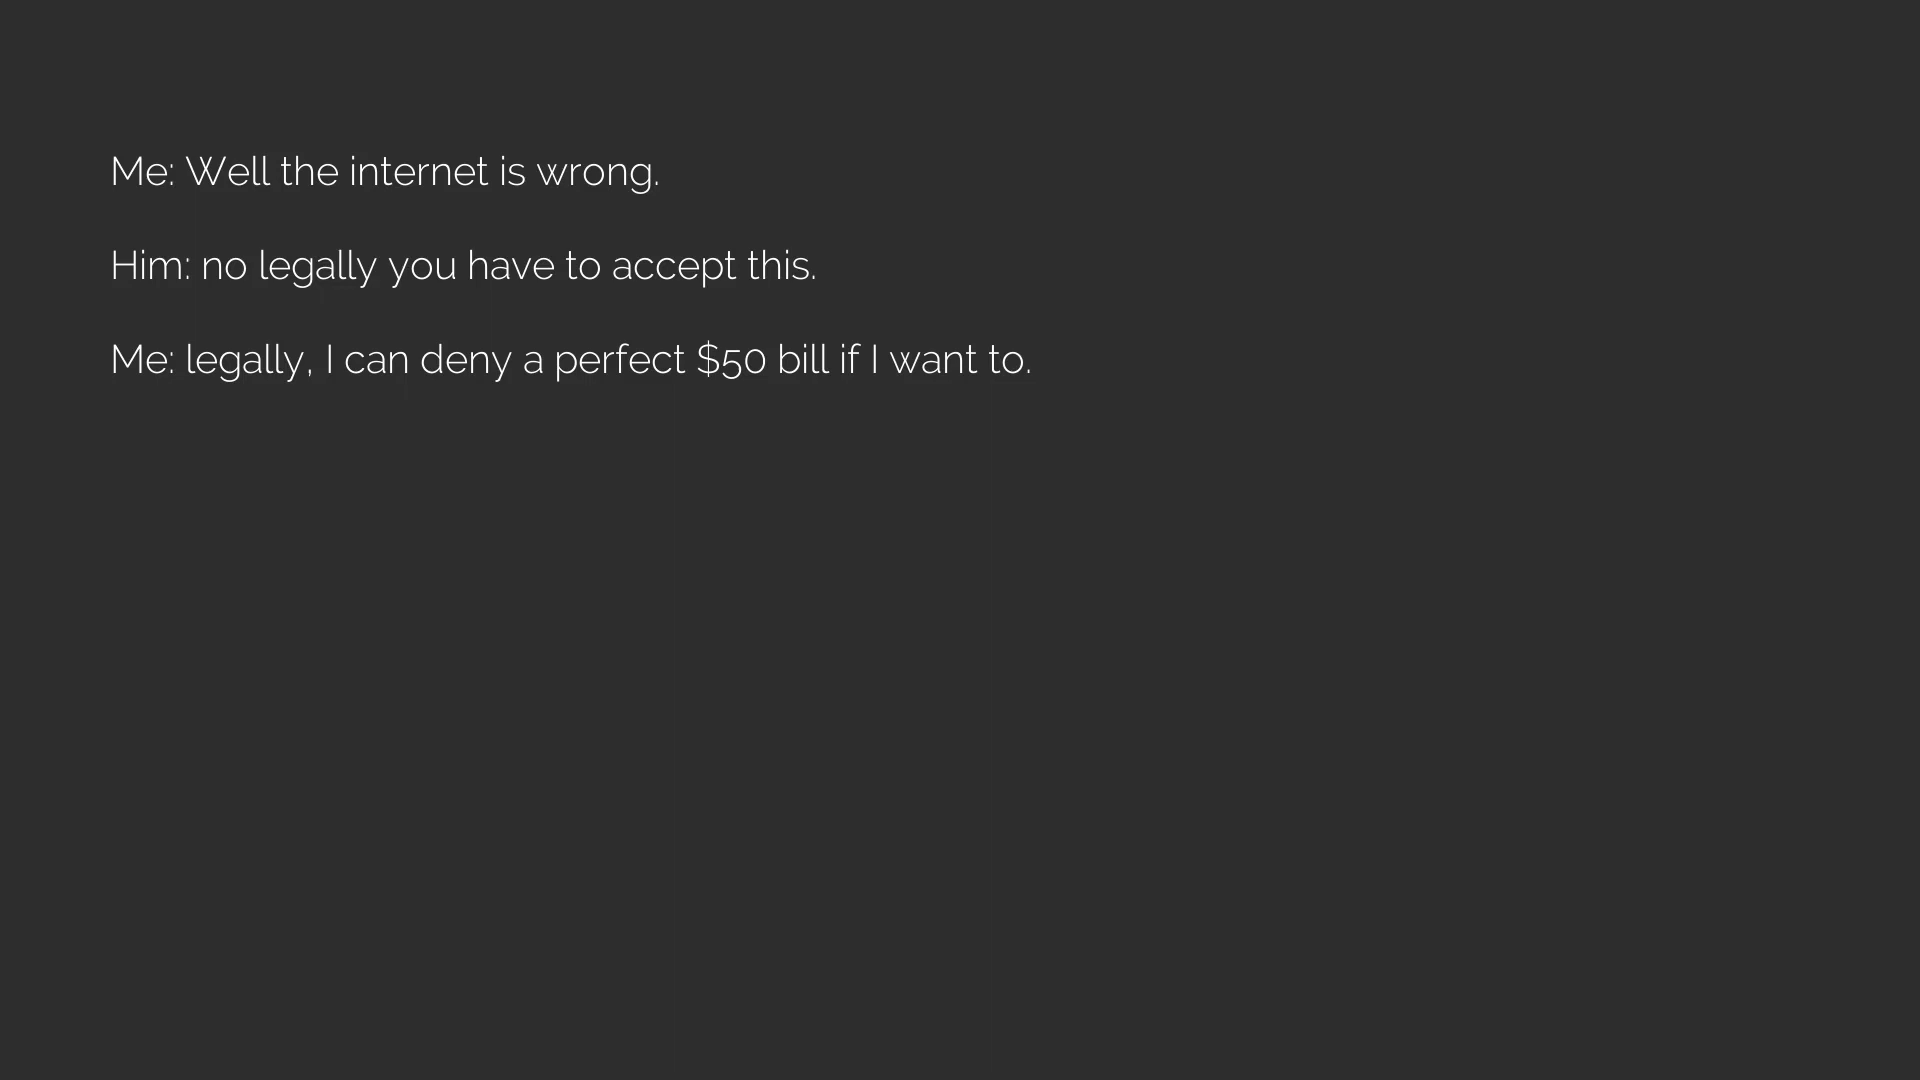 Me: Well the internet is wrong.
Him: no legally you have to accept this.
Me: legally, I can deny a perfect $50 bill if I want to.